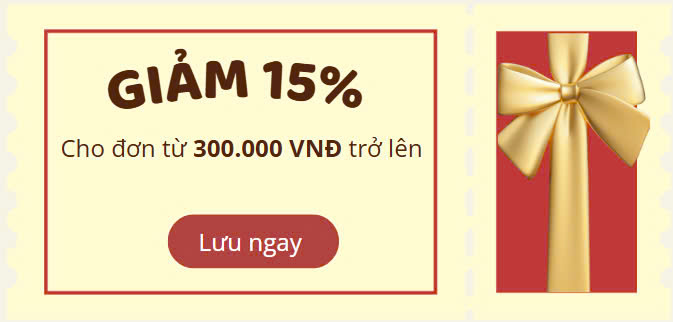 GIẢM 15%
Cho đơn từ 300.000 VNĐ trở lên
Lưu ngay